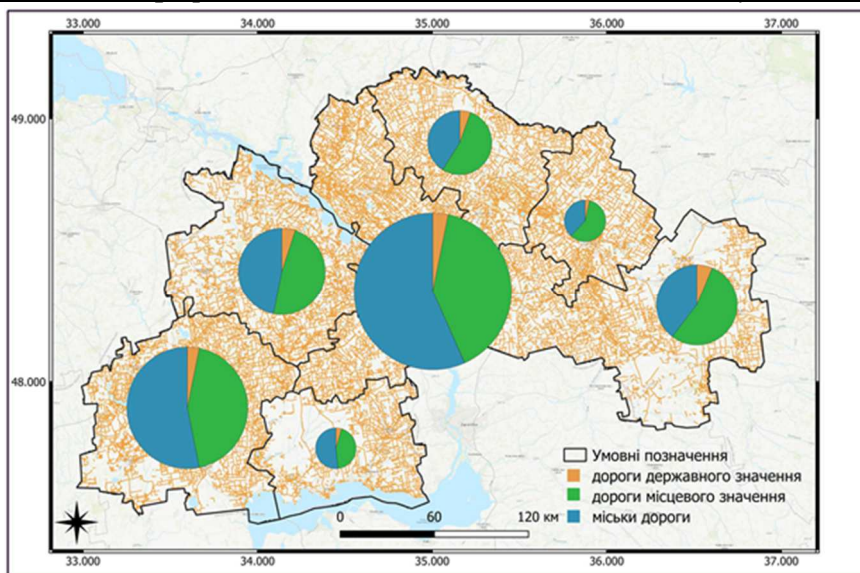 33.000 34.000 35.000 36.000 37.000
49.000
48.000
Умовні позначення
дороги державного значення
дороги місцевого значення
міськи дороги
0 60 120 км
33.000 34.000 35.000 36.000 37.000